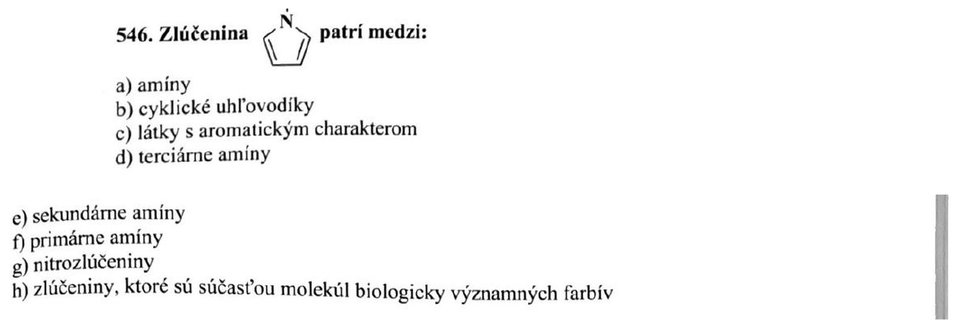 546. Zlúčenina N patrí medzi:
a) amíny
b) cyklické uhľovodíky
c) látky s aromatickým charakterom
d) terciárne amíny
e) sekundárne amíny
f) primárne amíny
g) nitrozlúčeniny
h) zlúčeniny, ktoré sú súčasťou molekúl biologicky významných farbív